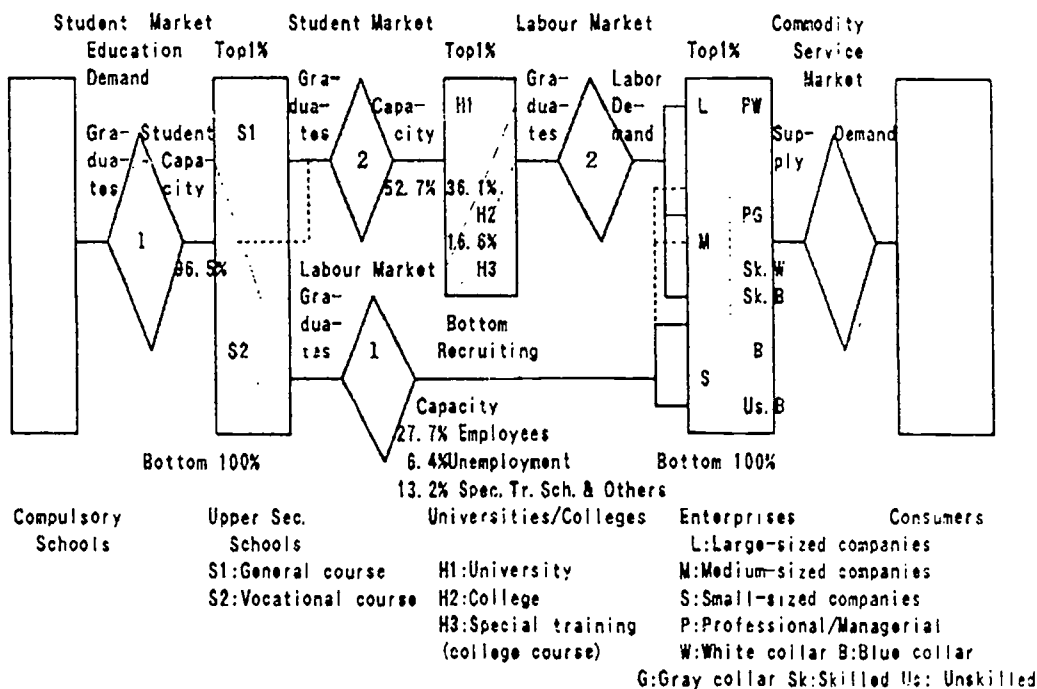 Student Market Student Market Labour Market Commodity
Education Top1% Top1% Top1% Service
Demand Market
Gra- Gra- Labor
dua- Capa- H1 dua- De- L PW
tes city tes mand
Gra- Student S1 Sup- Demand
dua- Capa- 2 2 ply
tes city
52.7% 36.1%
H2 PG
1 16.6% M
96.5% Labour Market H3 Sk.W
Gra- Sk.B
dua- Bottom
tes Recruiting
S2 1 B
S
Capacity Us.B
27.7% Employees
Bottom 100% 6.4%Unemployment Bottom 100%
13.2% Spec. Tr. Sch. & Others
Compulsory Upper Sec. Universities/Colleges Enterprises Consumers
Schools Schools L:Large-sized companies
S1:General course H1:University M:Medium-sized companies
S2:Vocational course H2:College S:Small-sized companies
H3:Special training P:Professional/Managerial
(college course) W:White collar B:Blue collar
G:Gray collar Sk:Skilled Us: Unskilled